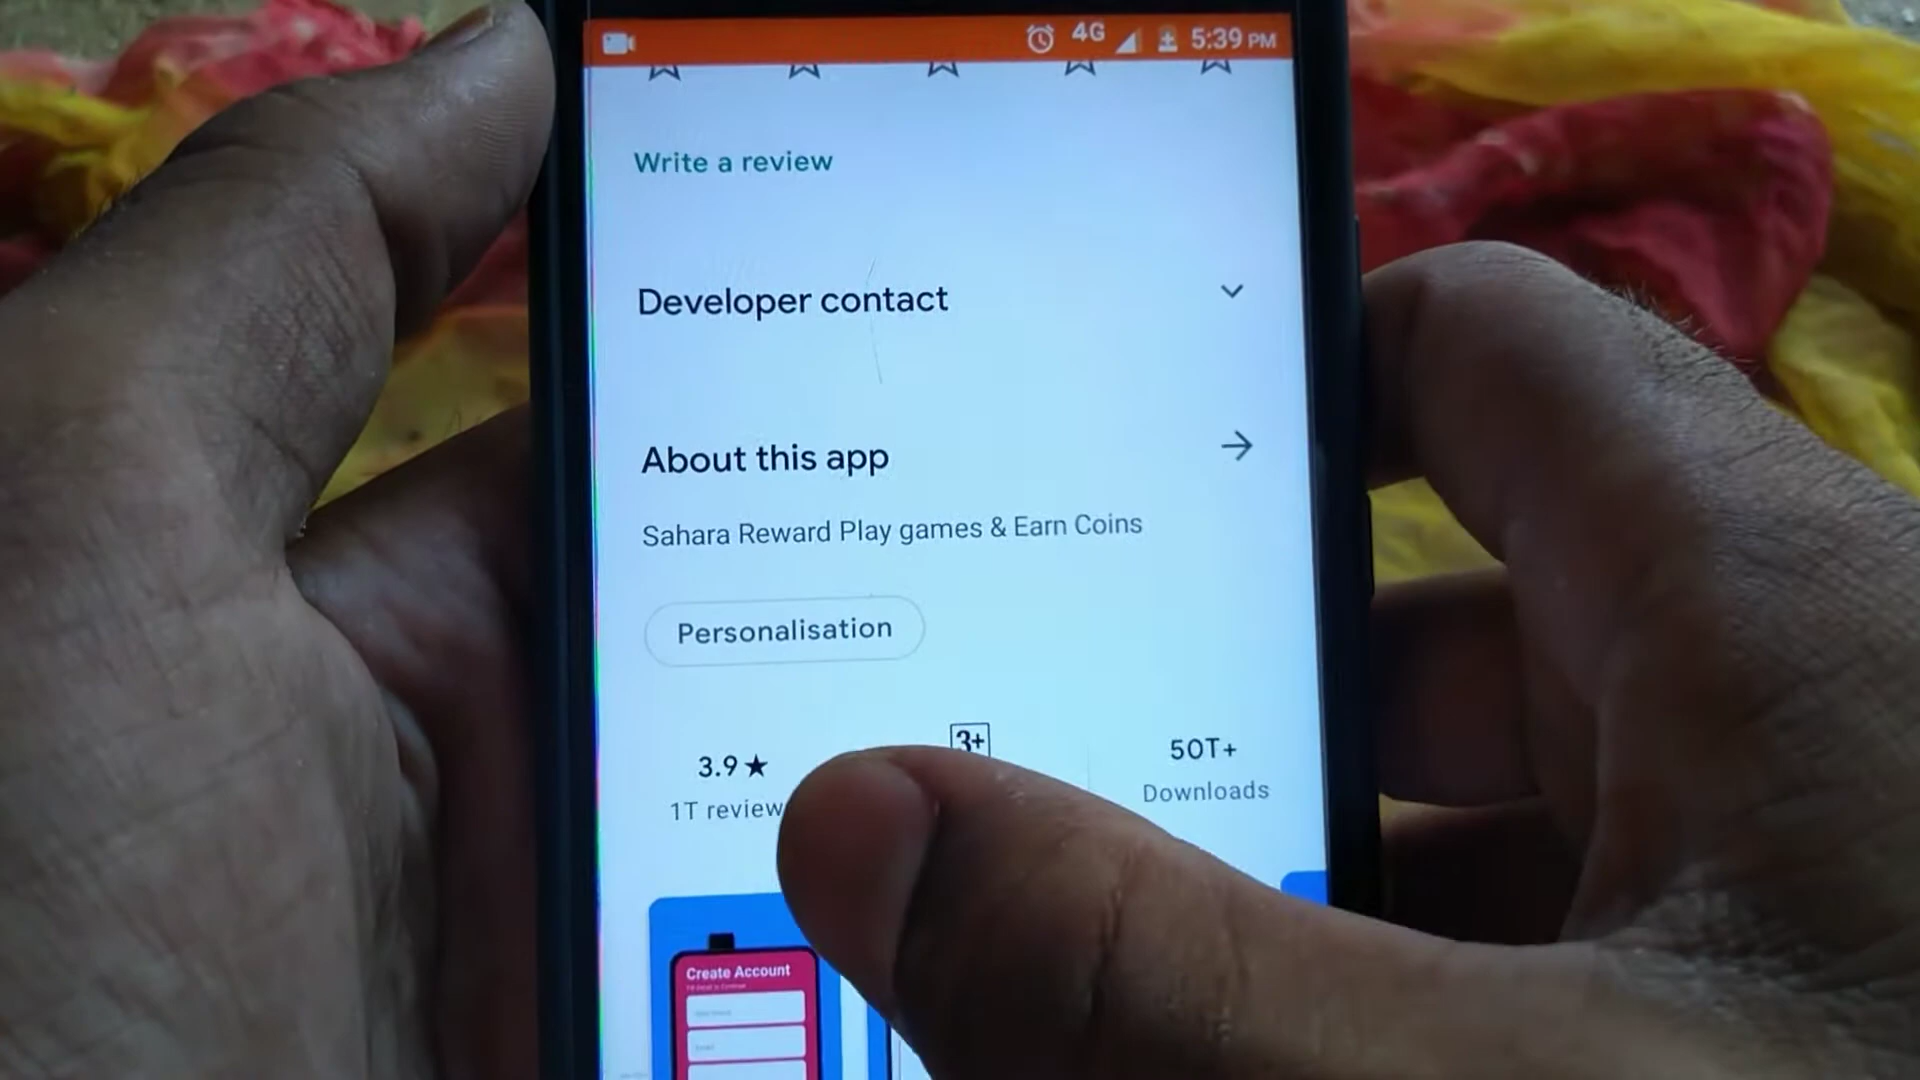 4G 5:39 PM
Write a review
Developer contact
About this app
Sahara Reward Play games & Earn Coins
Personalisation
3+
3.9★ 50T+
1T review Downloads
Create Account